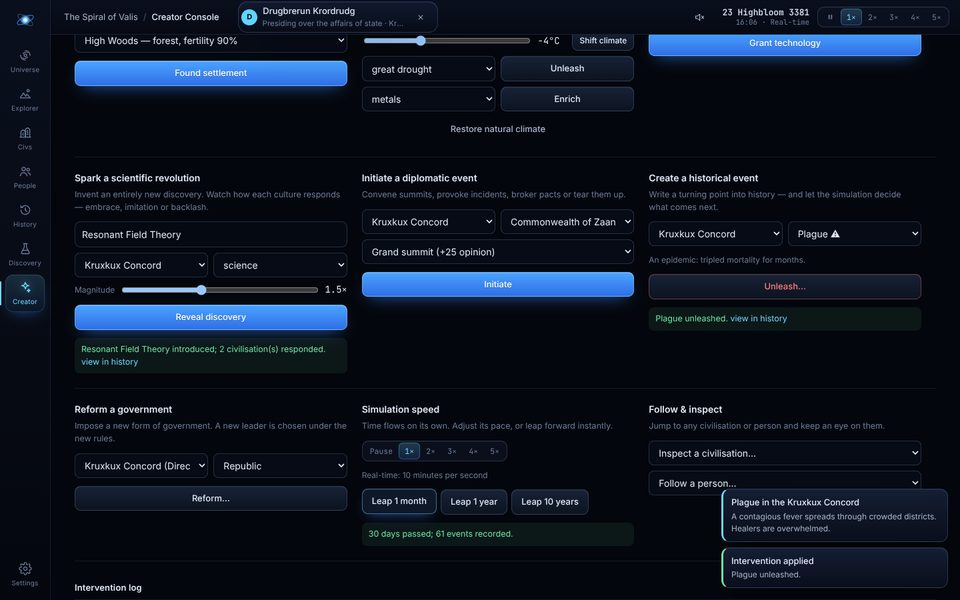 The Spiral of Valis / Creator Console
D
Drugbrerun Krordrudg
Presiding over the affairs of state · Kr...
×
23 Highbloom 3381
16:06 · Real-time
1×
2×
3×
4×
5×
Universe
Explorer
Civs
People
History
Discovery
Creator
Settings
High Woods — forest, fertility 90%
Found settlement
-4°C
Shift climate
great drought
Unleash
metals
Enrich
Restore natural climate
Grant technology
Spark a scientific revolution
Invent an entirely new discovery. Watch how each culture responds
— embrace, imitation or backlash.
Resonant Field Theory
Kruxkux Concord
science
Magnitude
1.5×
Reveal discovery
Resonant Field Theory introduced; 2 civilisation(s) responded.
view in history
Initiate a diplomatic event
Convene summits, provoke incidents, broker pacts or tear them up.
Kruxkux Concord
Commonwealth of Zaan
Grand summit (+25 opinion)
Initiate
Create a historical event
Write a turning point into history — and let the simulation decide
what comes next.
Kruxkux Concord
Plague ⚠
An epidemic: tripled mortality for months.
Unleash...
Plague unleashed. view in history
Reform a government
Impose a new form of government. A new leader is chosen under the
new rules.
Kruxkux Concord (Direc
Republic
Reform...
Simulation speed
Time flows on its own. Adjust its pace, or leap forward instantly.
Pause
1×
2×
3×
4×
5×
Real-time: 10 minutes per second
Leap 1 month
Leap 1 year
Leap 10 years
30 days passed; 61 events recorded.
Follow & inspect
Jump to any civilisation or person and keep an eye on them.
Inspect a civilisation...
Follow a person...
Plague in the Kruxkux Concord
A contagious fever spreads through crowded districts.
Healers are overwhelmed.
Intervention applied
Plague unleashed.
Intervention log